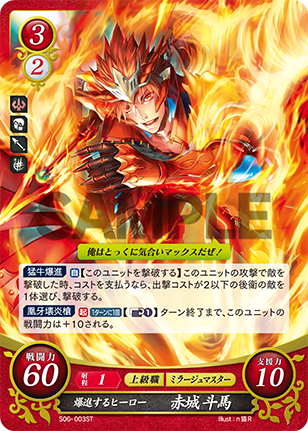 3
2
SAMPLE
俺はとっくに気合いマックスだぜ!
猛牛爆進 自 【このユニットを撃破する】このユニットの攻撃で敵を
撃破した時、コストを支払うなら、出撃コストが2以下の後衛の敵を
1体選び、撃破する。
凰牙壊炎槍 起 1ターンに1回 【 1】ターン終了まで、このユニットの
戦闘力は+10される。
戦闘力
60
射程 1 上級職 ミラージュマスター
支援力
10
爆進するヒーロー 赤城 斗馬
S06-003ST
Illust:n猫R